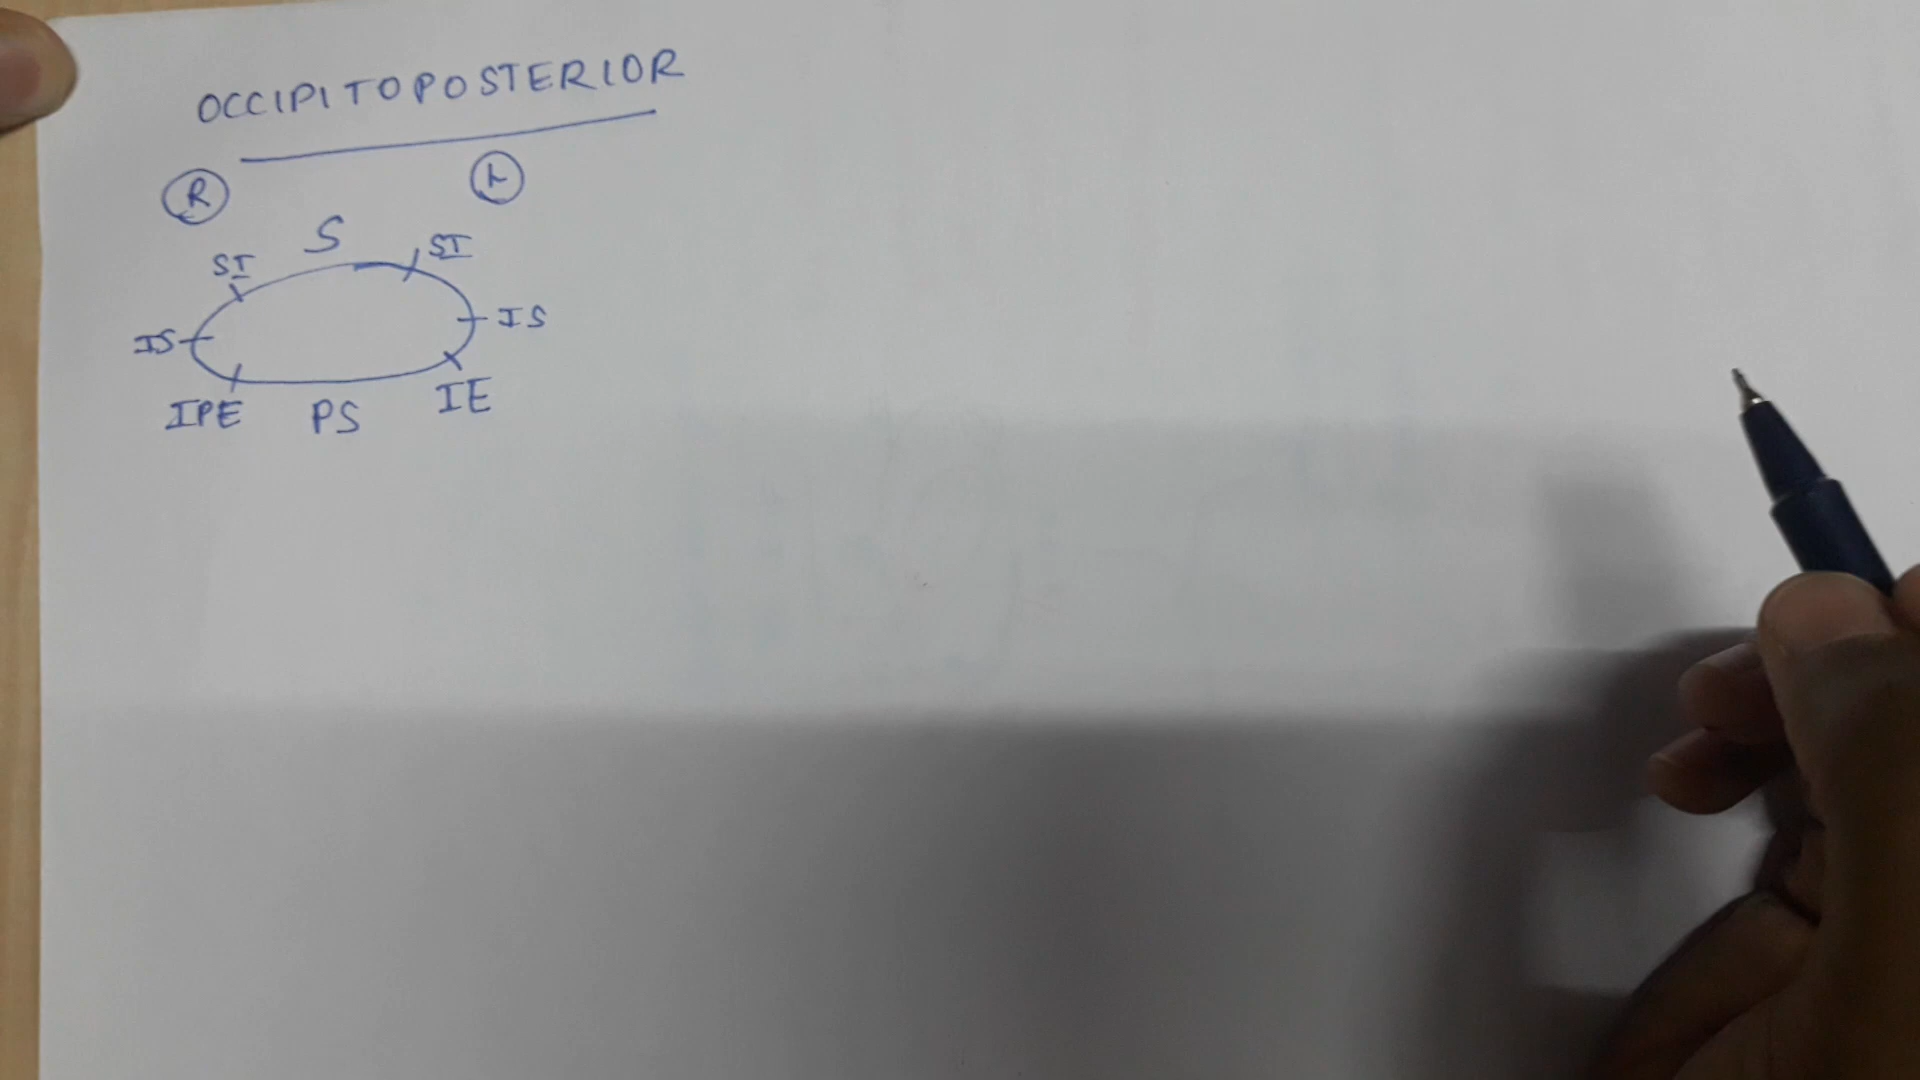 OCCIPITOPOSTERIOR
R L
S
SI SI
IS IS
IPE PS IE